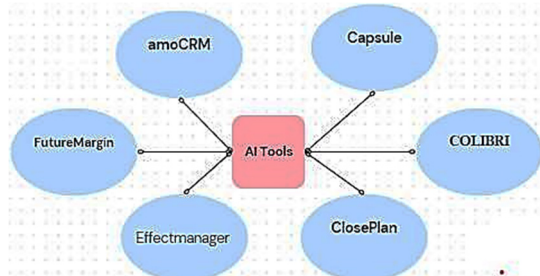 amoCRM
Capsule
FutureMargin
AI Tools
COLIBRI
Effectmanager
ClosePlan